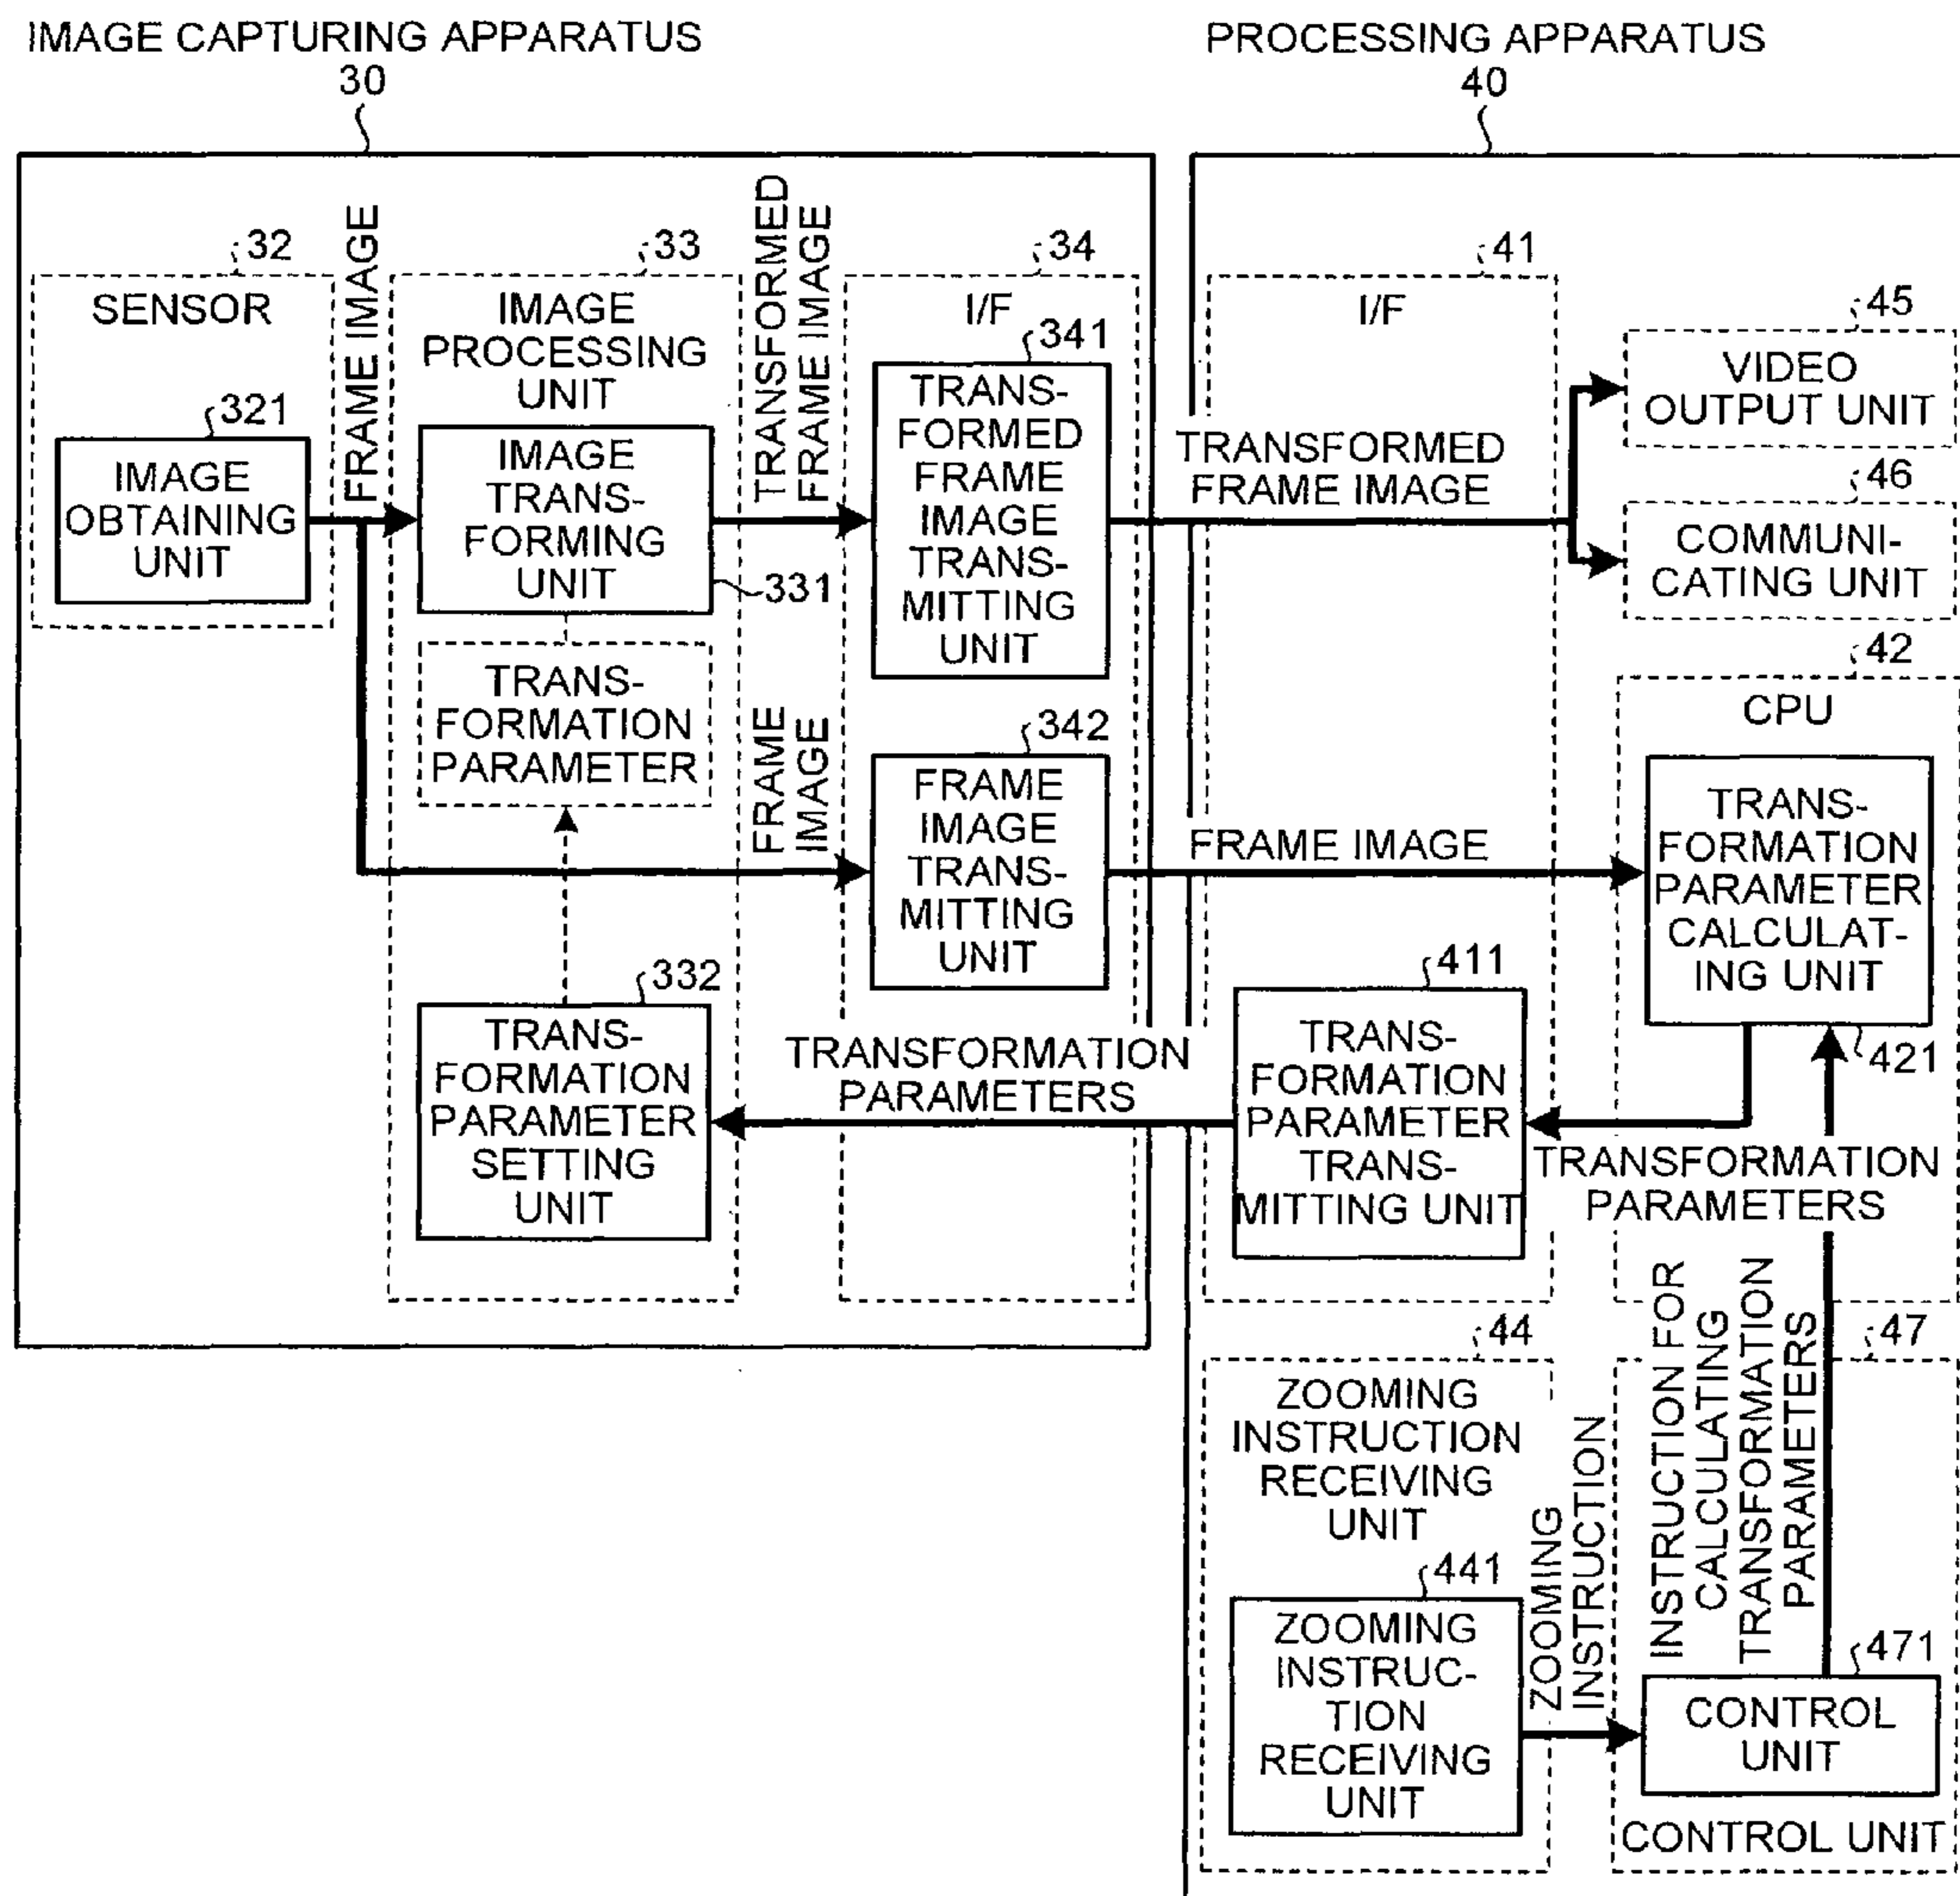 IMAGE CAPTURING APPARATUS
30
PROCESSING APPARATUS
40
32
SENSOR
321
IMAGE
OBTAINING
UNIT
FRAME IMAGE
33
IMAGE
PROCESSING
UNIT
IMAGE
TRANS-
FORMING
UNIT
331
TRANS-
FORMATION
PARAMETER
332
TRANS-
FORMATION
PARAMETER
SETTING
UNIT
TRANSFORMED
FRAME IMAGE
FRAME
IMAGE
34
I/F
341
TRANS-
FORMED
FRAME
IMAGE
TRANS-
MITTING
UNIT
342
FRAME
IMAGE
TRANS-
MITTING
UNIT
TRANSFORMATION
PARAMETERS
41
I/F
TRANSFORMED
FRAME IMAGE
FRAME IMAGE
411
TRANS-
FORMATION
PARAMETER
TRANS-
MITTING UNIT
45
VIDEO
OUTPUT UNIT
46
COMMUNI-
CATING UNIT
42
CPU
TRANS-
FORMATION
PARAMETER
CALCULAT-
ING UNIT
421
TRANSFORMATION
PARAMETERS
44
ZOOMING
INSTRUCTION
RECEIVING
UNIT
441
ZOOMING
INSTRUC-
TION
RECEIVING
UNIT
ZOOMING
INSTRUCTION
INSTRUCTION FOR
CALCULATING
TRANSFORMATION
PARAMETERS
47
471
CONTROL
UNIT
CONTROL UNIT